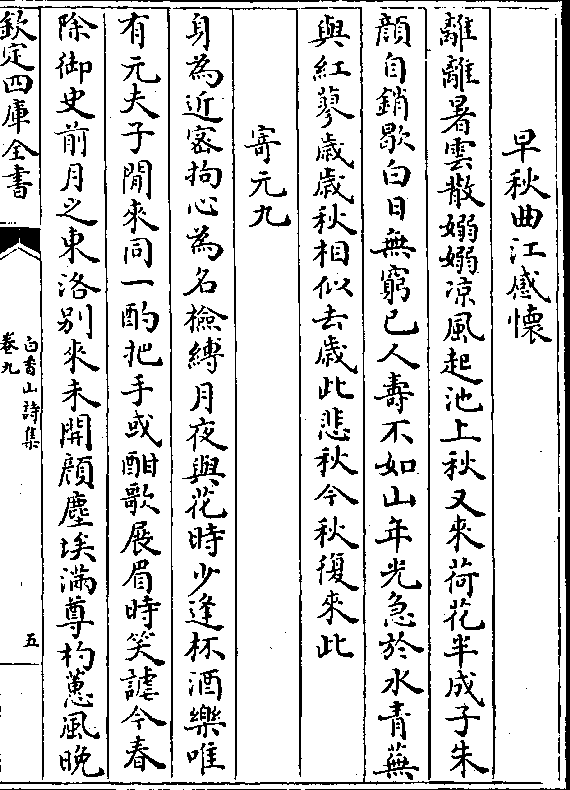 早秋曲江感懷
離離暑雲散嫋嫋凉風起池上秋又來荷花半成子朱
顔自銷歇白日無窮已人壽不如山年光急於水青蕪
與紅蓼歳歳秋相似去歳此悲秋今秋復來此
寄元九
身為近密拘心為名檢縛月夜與花時少逢杯酒樂唯
有元夫子閒來同一酌把手或酣歌展眉時笑謔今春
除御史前月之東洛别來未開顔塵埃滿尊杓蕙風晚
欽定四庫全書
白香山詩集
卷九
五